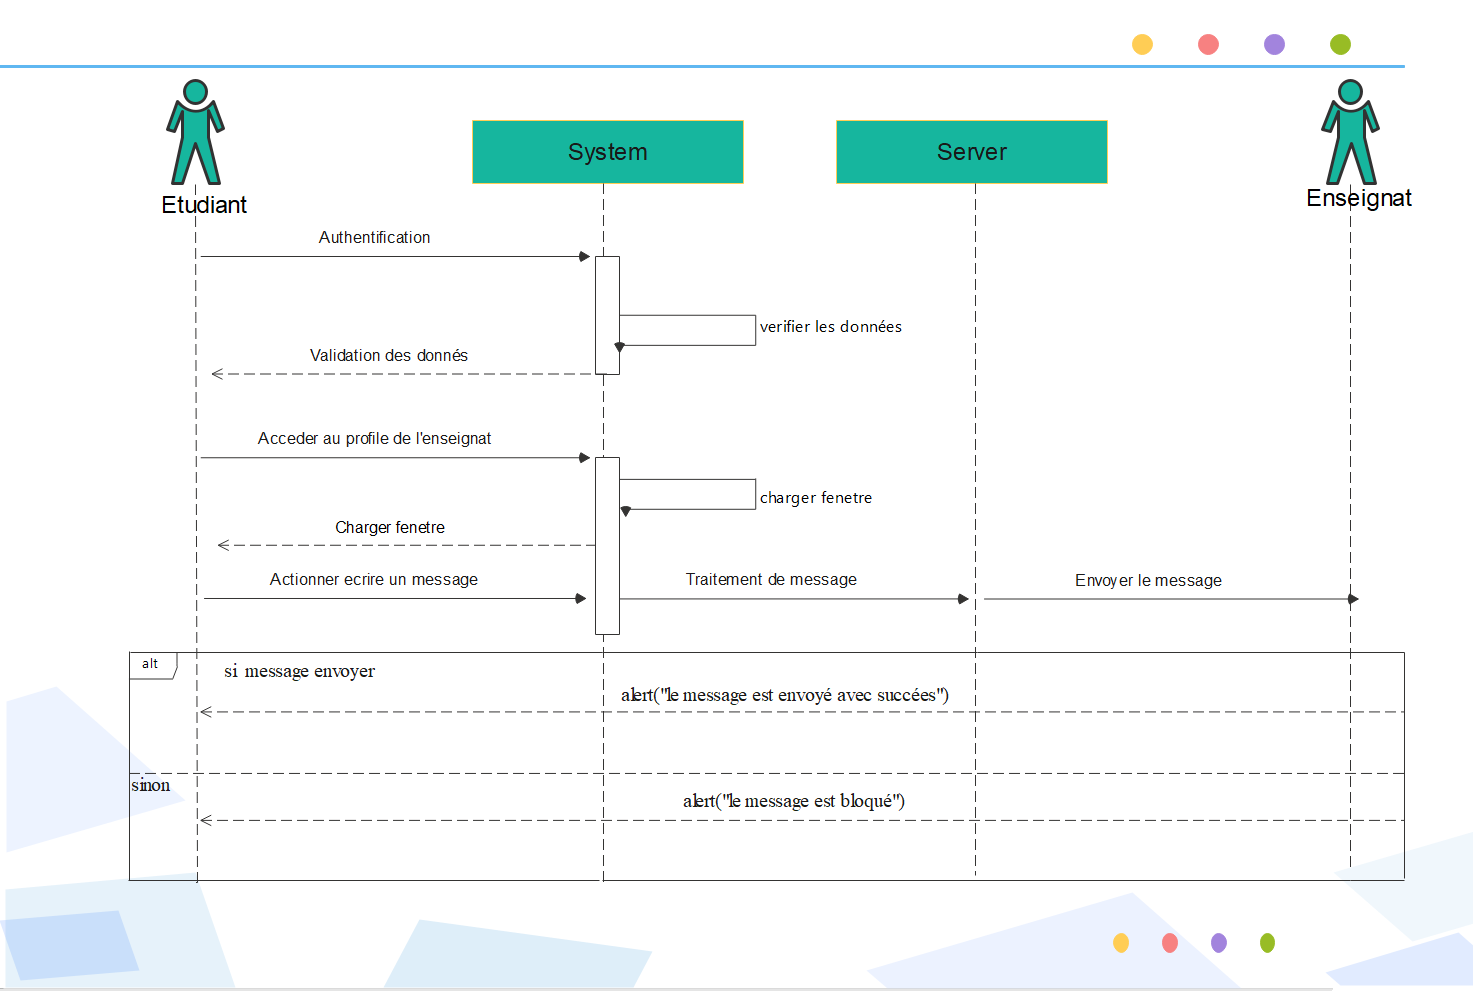 System
Server
Etudiant
Enseignat
Authentification
verifier les données
Validation des donnés
Acceder au profile de l'enseignat
charger fenetre
Charger fenetre
Actionner ecrire un message
Traitement de message
Envoyer le message
alt
si message envoyer
alert("le message est envoyé avec succées")
sinon
alert("le message est bloqué")